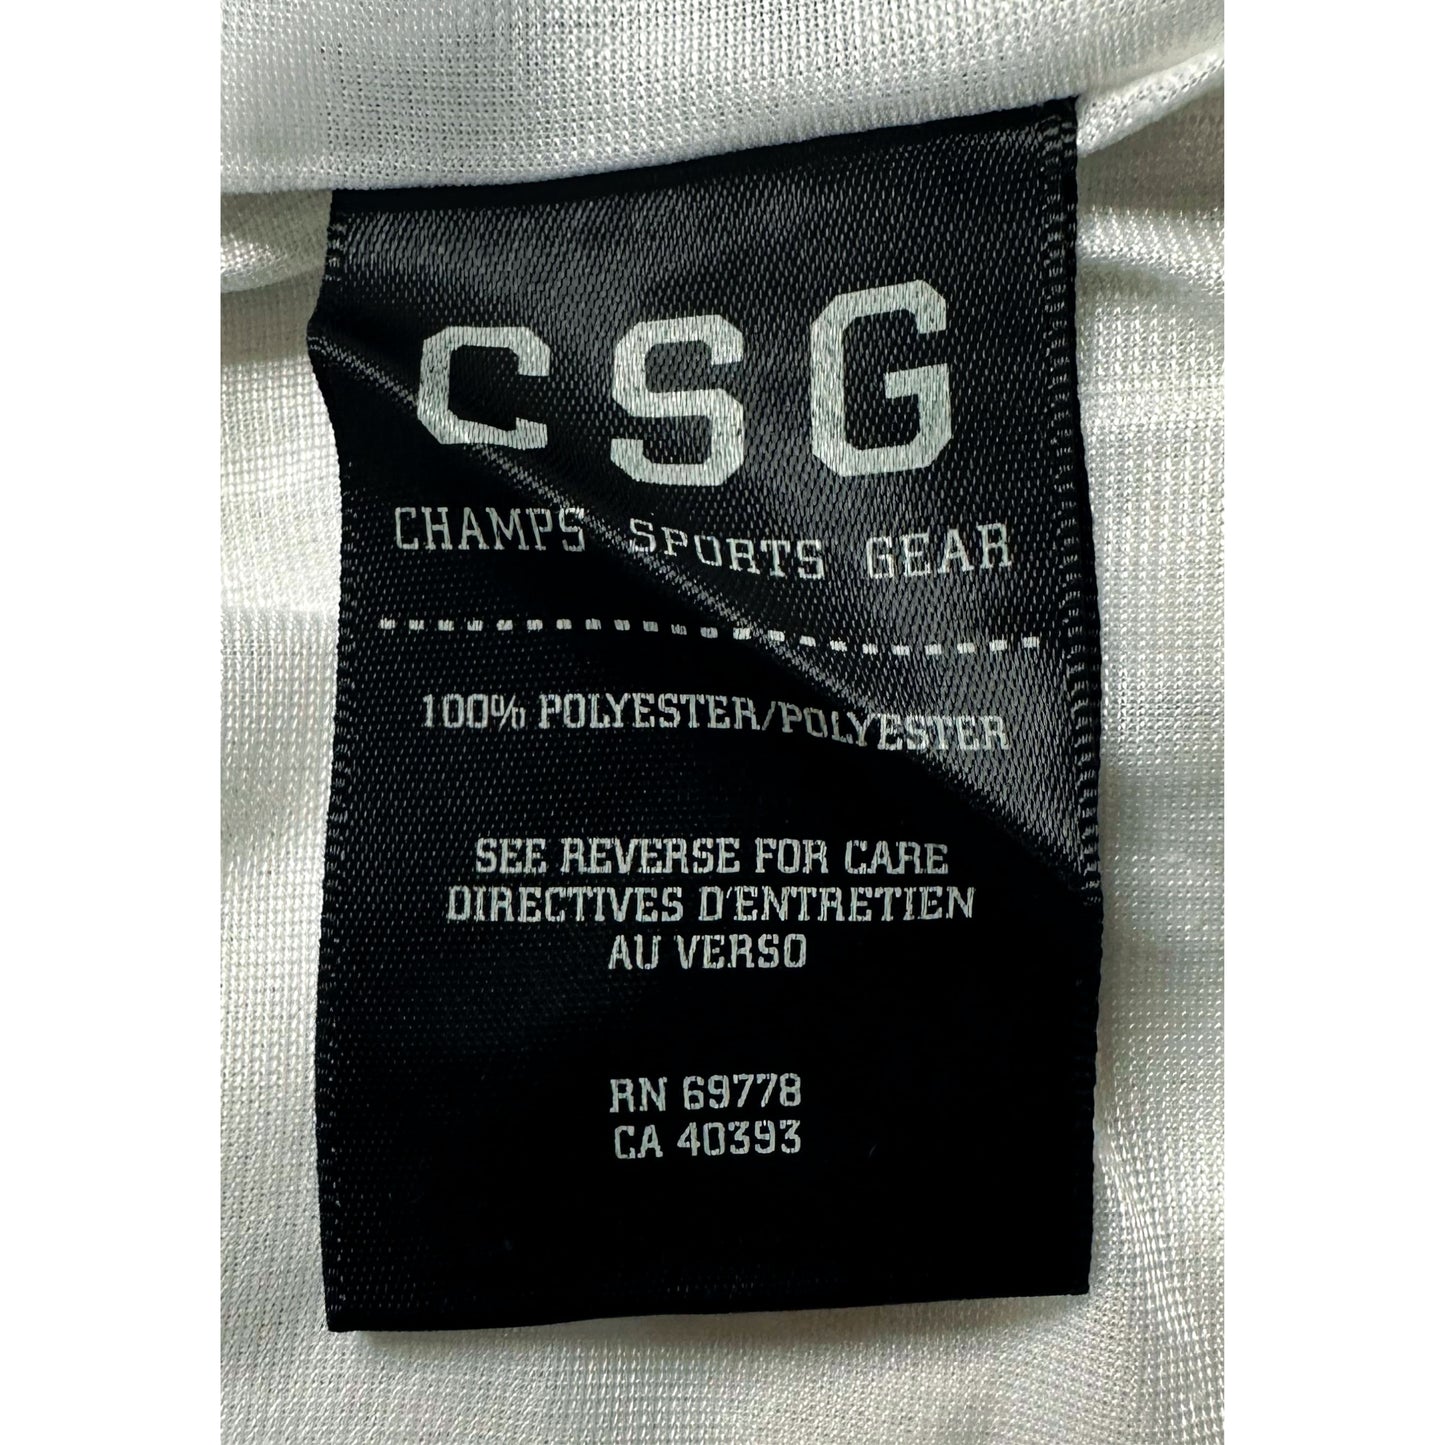 CSG
CHAMPS SPORTS GEAR
100% POLYESTER/POLYESTER
SEE REVERSE FOR CARE
DIRECTIVES D'ENTRETIEN
AU VERSO
RN 69778
CA 40393